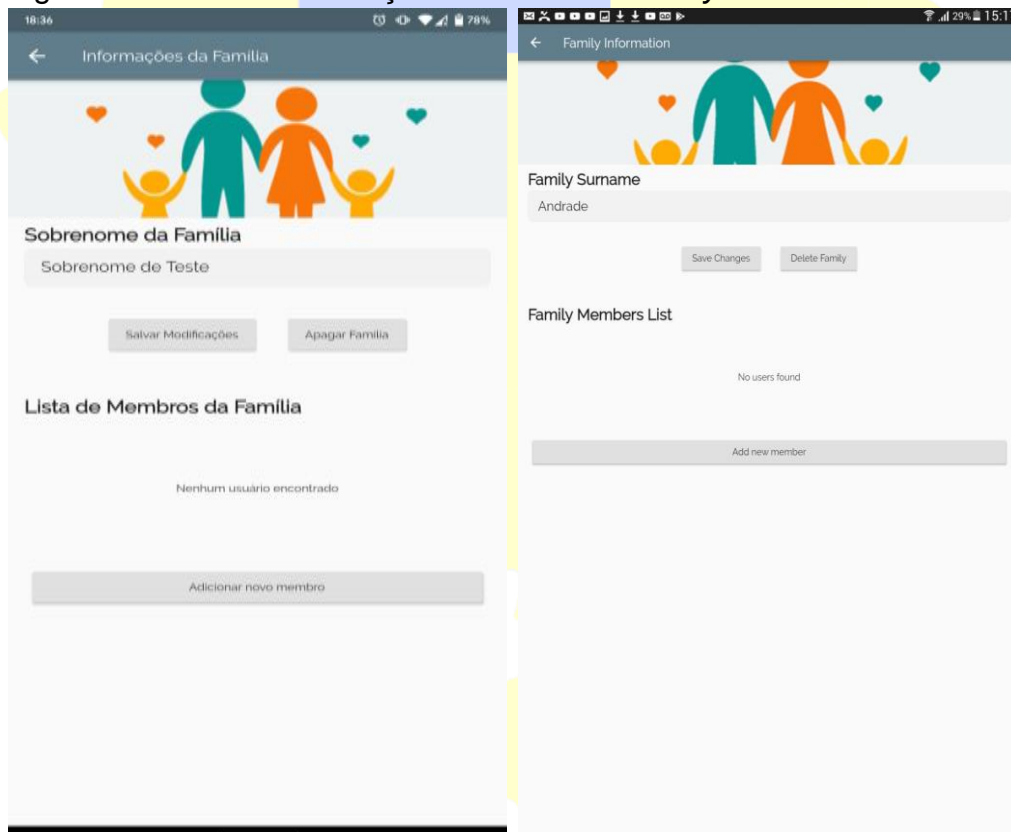 18:36
78%
Informações da Família
Sobrenome da Família
Sobrenome de Teste
Salvar Modificações
Apagar Família
Lista de Membros da Família
Nenhum usuário encontrado
Adicionar novo membro
29%
Family Information
Family Surname
Andrade
Save Changes
Delete Family
Family Members List
No users found
Add new member